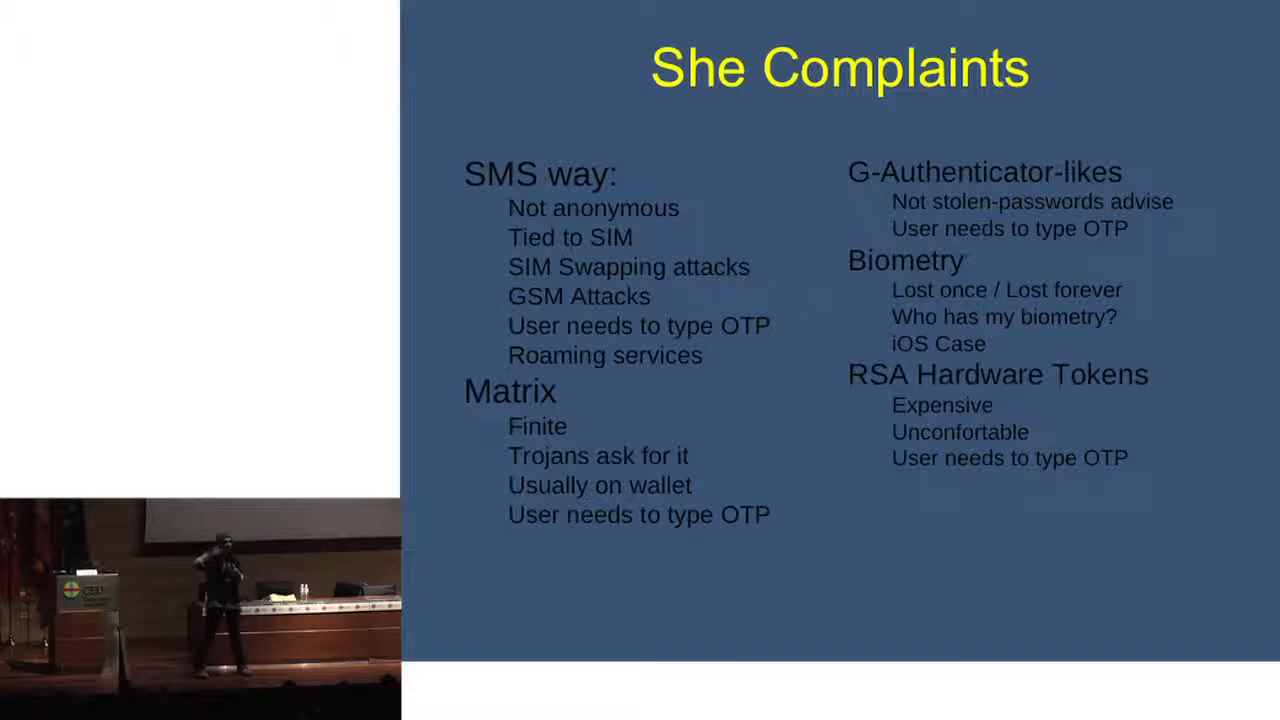 She Complaints
SMS way:
Not anonymous
Tied to SIM
SIM Swapping attacks
GSM Attacks
User needs to type OTP
Roaming services
Matrix
Finite
Trojans ask for it
Usually on wallet
User needs to type OTP
G-Authenticator-likes
Not stolen-passwords advise
User needs to type OTP
Biometry
Lost once / Lost forever
Who has my biometry?
iOS Case
RSA Hardware Tokens
Expensive
Unconfortable
User needs to type OTP